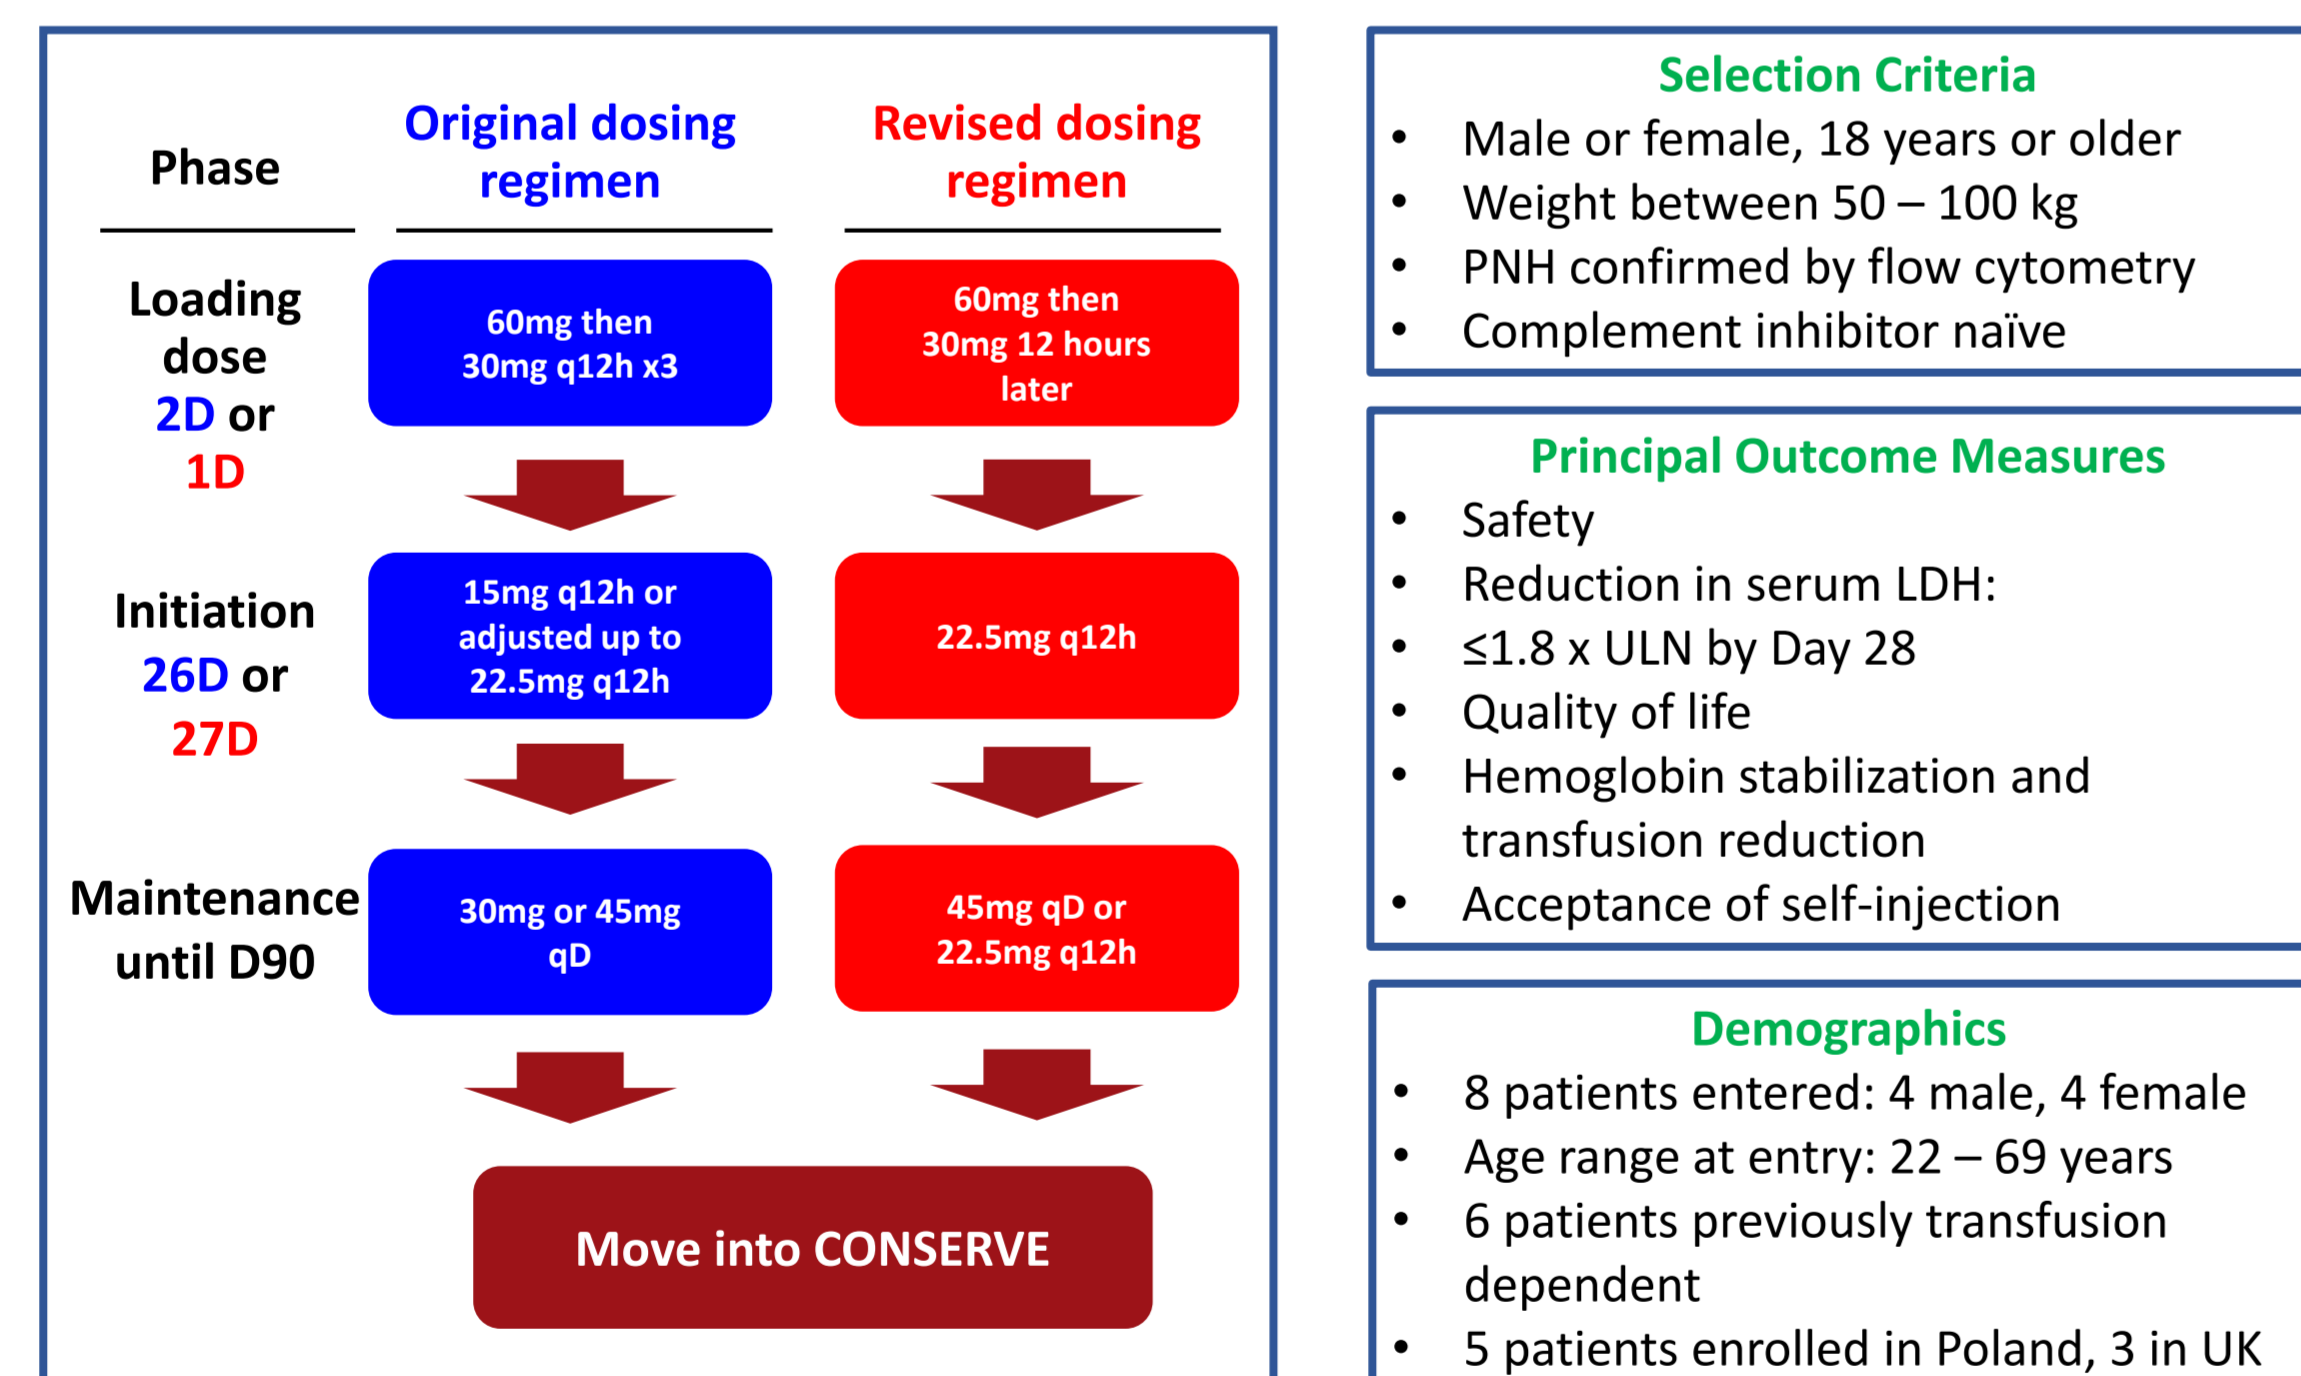 Phase
Original dosing
regimen
Revised dosing
regimen
Loading
dose
2D or
1D
60mg then
30mg q12h x3
60mg then
30mg 12 hours
later
Initiation
26D or
27D
15mg q12h or
adjusted up to
22.5mg q12h
22.5mg q12h
Maintenance
until D90
30mg or 45mg
qD
45mg qD or
22.5mg q12h
Move into CONSERVE
Selection Criteria
• Male or female, 18 years or older
• Weight between 50 – 100 kg
• PNH confirmed by flow cytometry
• Complement inhibitor naïve
Principal Outcome Measures
• Safety
• Reduction in serum LDH:
• ≤1.8 x ULN by Day 28
• Quality of life
• Hemoglobin stabilization and
transfusion reduction
• Acceptance of self-injection
Demographics
• 8 patients entered: 4 male, 4 female
• Age range at entry: 22 – 69 years
• 6 patients previously transfusion
dependent
• 5 patients enrolled in Poland, 3 in UK